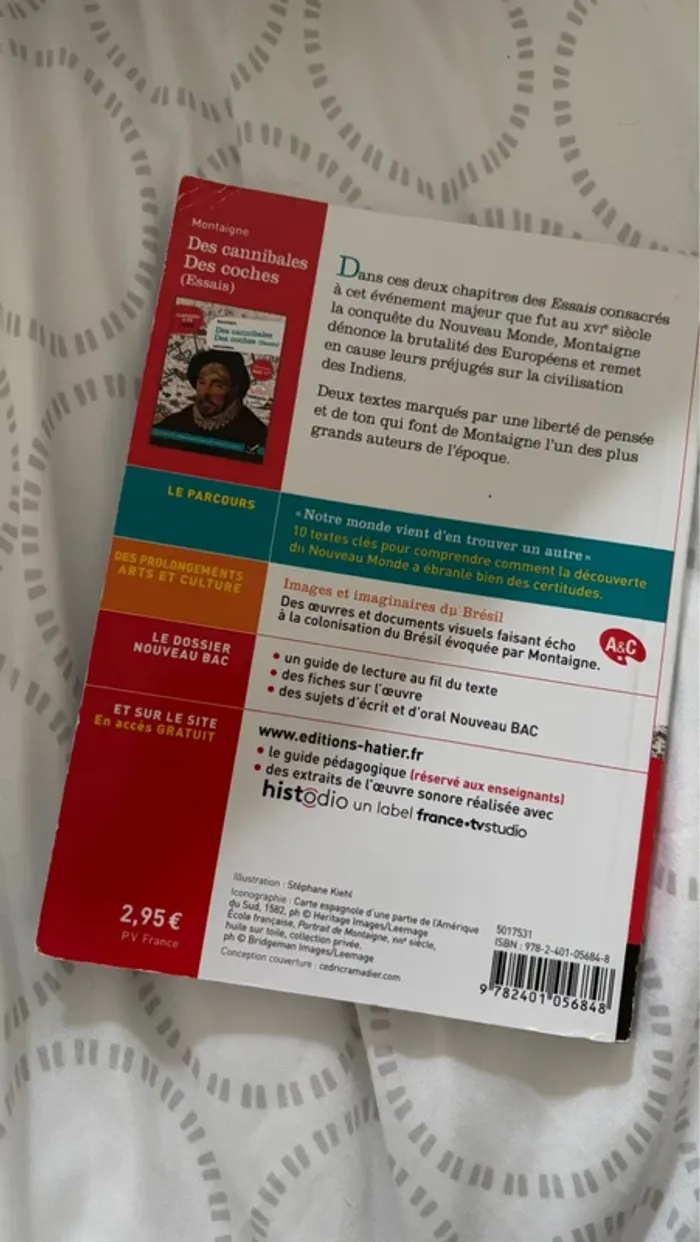 Montaigne
Des cannibales
Des coches
(Essais)
Des cannibales
Des coches (Essais)
Dans ces deux chapitres des Essais consacrés
à cet événement majeur que fut au XVIe siècle
la conquête du Nouveau Monde, Montaigne
dénonce la brutalité des Européens et remet
en cause leurs préjugés sur la civilisation
des Indiens.
Deux textes marqués par une liberté de pensée
et de ton qui font de Montaigne l'un des plus
grands auteurs de l'époque.
LE PARCOURS
« Notre monde vient d'en trouver un autre »
10 textes clés pour comprendre comment la découverte
du Nouveau Monde a ébranlé bien des certitudes.
DES PROLONGEMENTS
ARTS ET CULTURE
Images et imaginaires du Brésil
Des œuvres et documents visuels faisant écho
à la colonisation du Brésil évoquée par Montaigne.
A&C
LE DOSSIER
NOUVEAU BAC
• un guide de lecture au fil du texte
• des fiches sur l'œuvre
• des sujets d'écrit et d'oral Nouveau BAC
ET SUR LE SITE
En accès GRATUIT
www.editions-hatier.fr
• le guide pédagogique (réservé aux enseignants)
• des extraits de l'œuvre sonore réalisée avec
histodio un label france•tvstudio
2,95 €
PV France
Illustration : Stéphane Kiehl
Iconographie : Carte espagnole d'une partie de l'Amérique
du Sud, 1582, ph © Heritage Images/Leemage
École française, Portrait de Montaigne, XVIe siècle,
huile sur toile, collection privée.
ph © Bridgeman Images/Leemage
Conception couverture : cedricramadier.com
5017531
ISBN : 978-2-401-05684-8
9 782401 056848